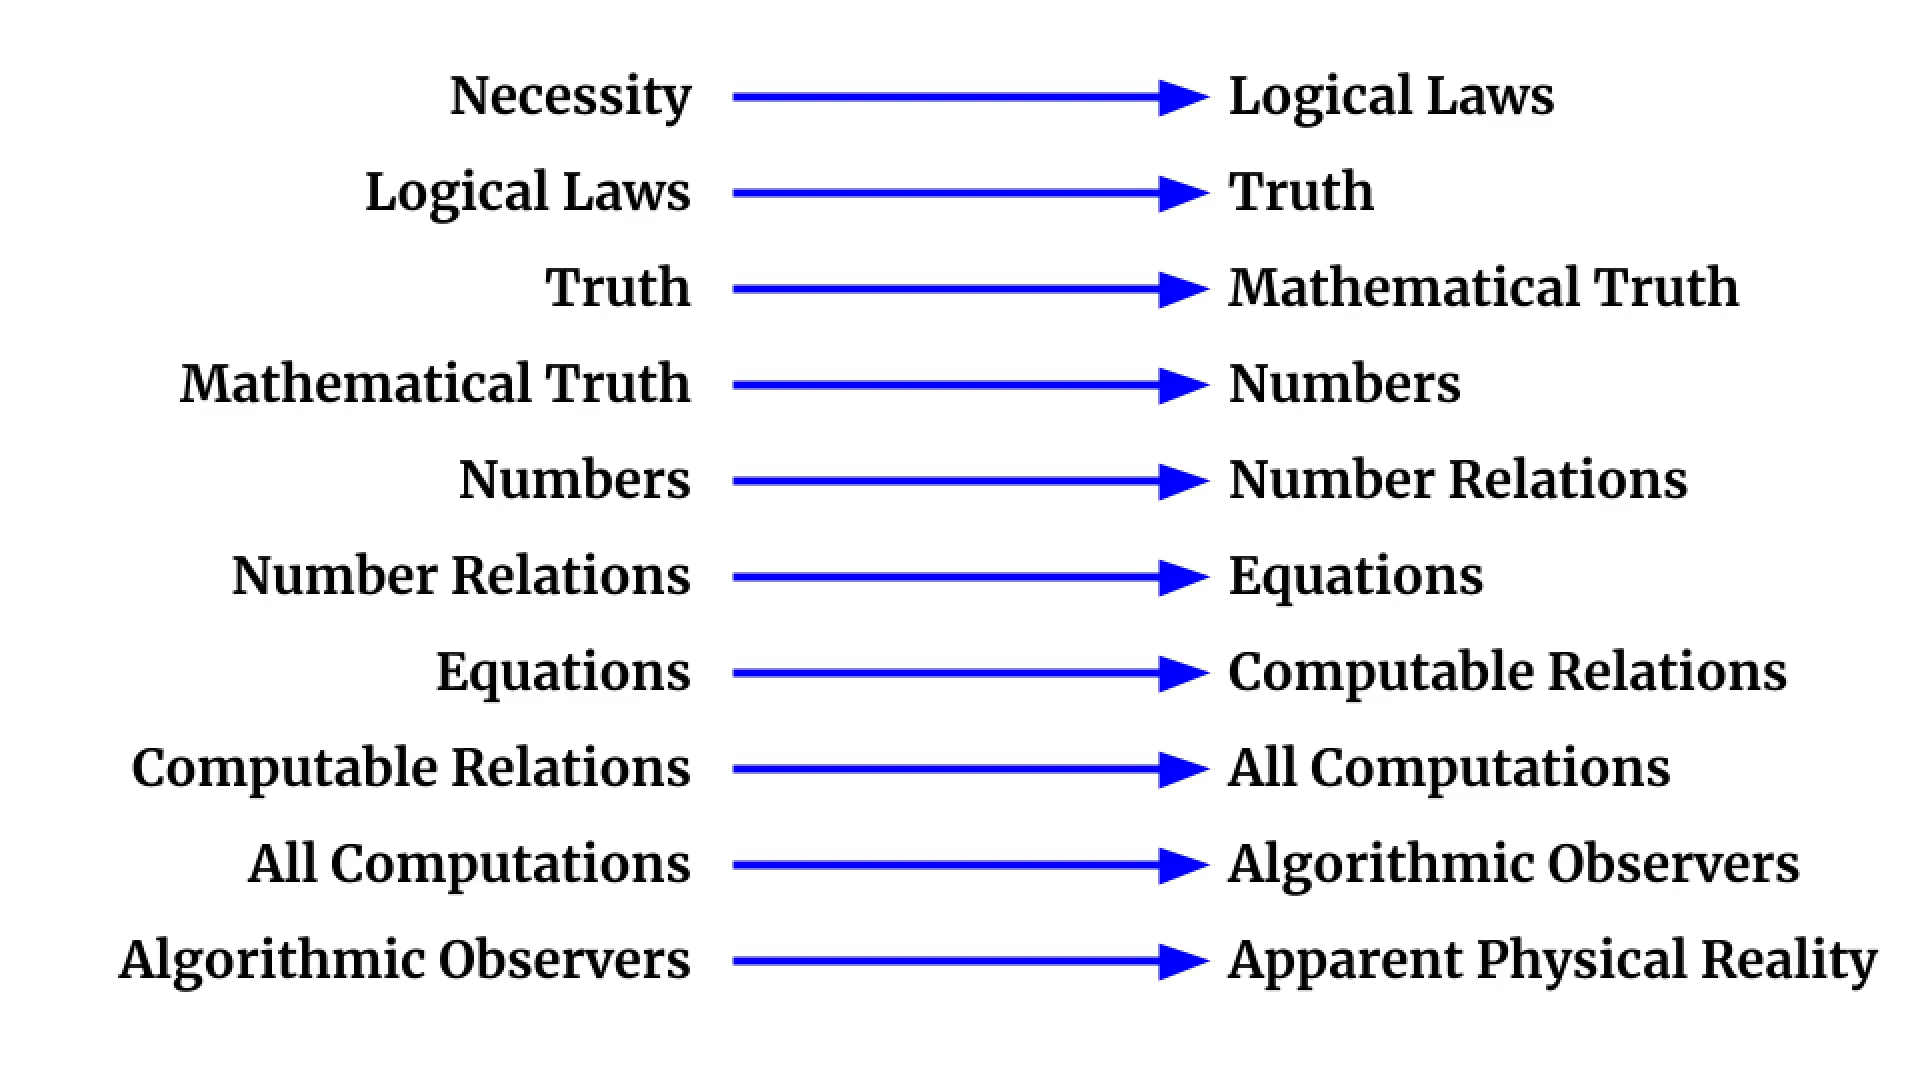 Necessity Logical Laws
Logical Laws Truth
Truth Mathematical Truth
Mathematical Truth Numbers
Numbers Number Relations
Number Relations Equations
Equations Computable Relations
Computable Relations All Computations
All Computations Algorithmic Observers
Algorithmic Observers Apparent Physical Reality